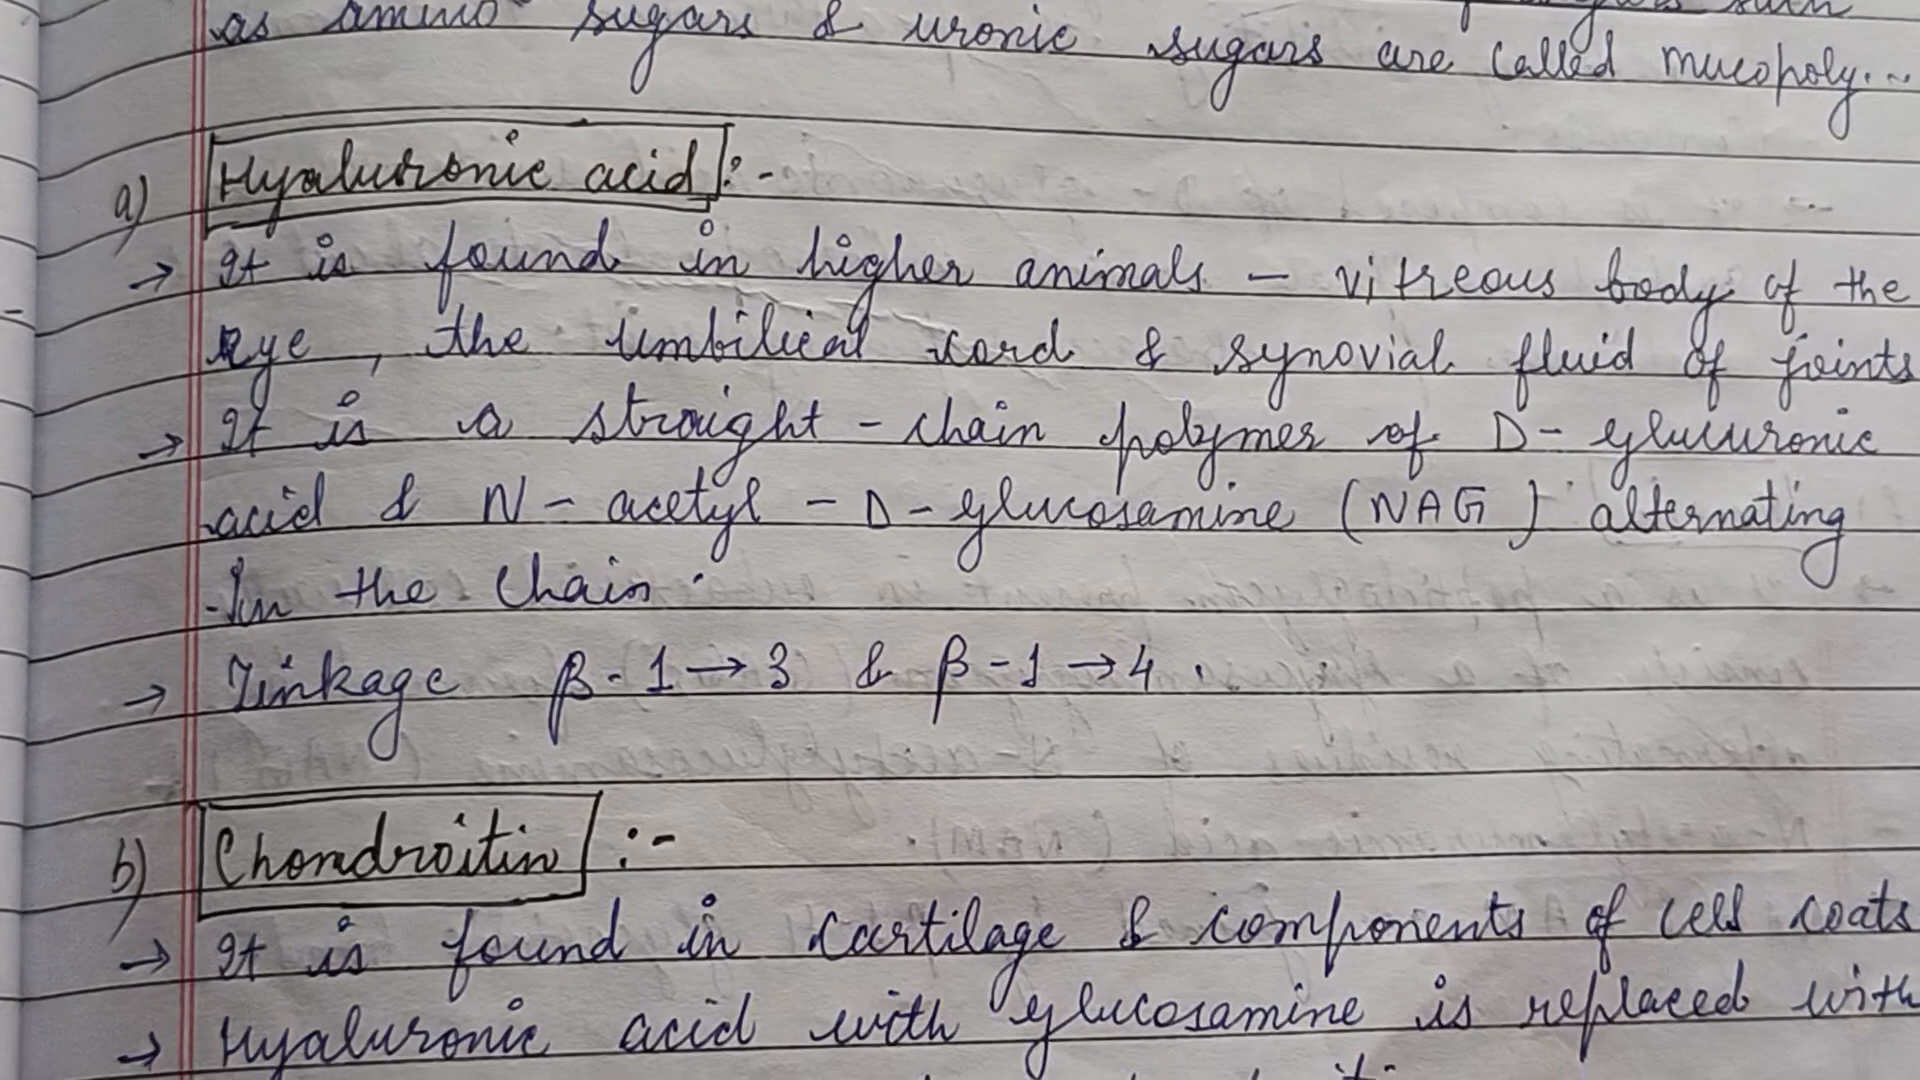 as amino sugars & uronic sugars are called mucopoly...
a) Hyaluronic acid :-
→ It is found in higher animals – vitreous body of the
eye, the umbilical cord & synovial fluid of joints
→ It is a straight - chain polymer of D- glucuronic
acid & N - acetyl - D - glucosamine (NAG) alternating
In the chain.
→ Linkage β - 1 → 3 & β - 1 → 4.
b) Chondroitin :-
→ It is found in cartilage & components of cell coats
→ Hyaluronic acid with glucosamine is replaced with